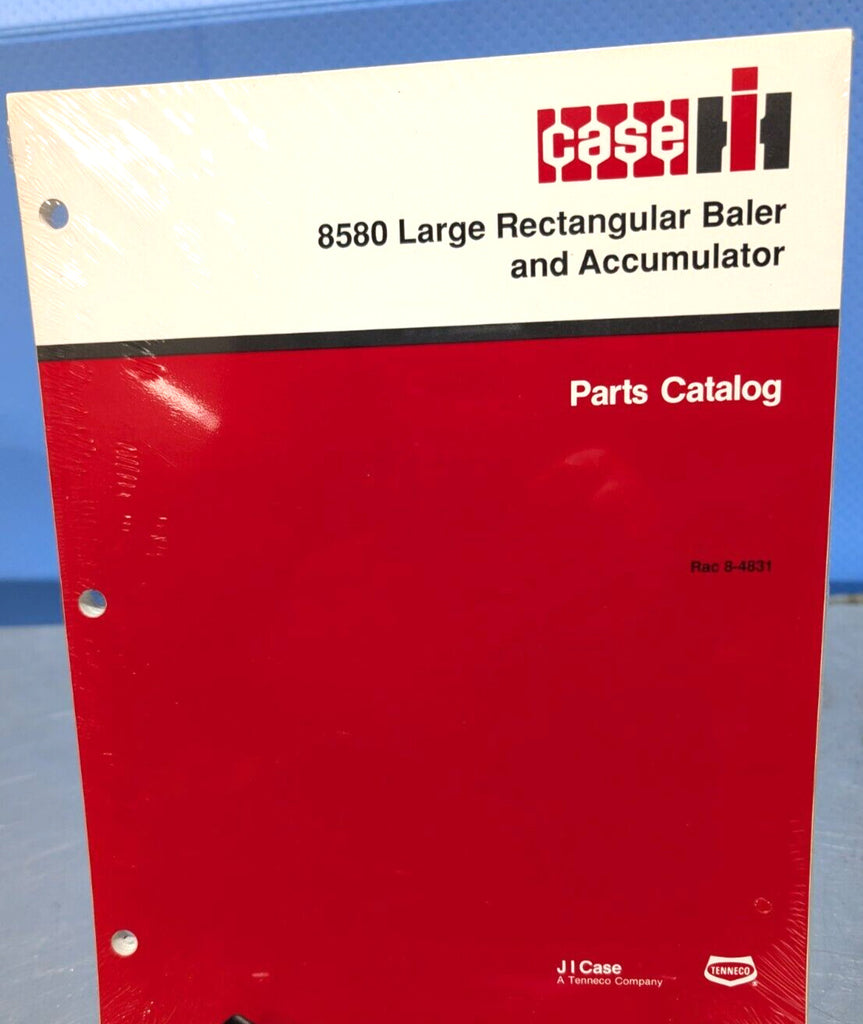 case IH
8580 Large Rectangular Baler
and Accumulator
Parts Catalog
Rac 8-4831
J I Case
A Tenneco Company
TENNECO
®